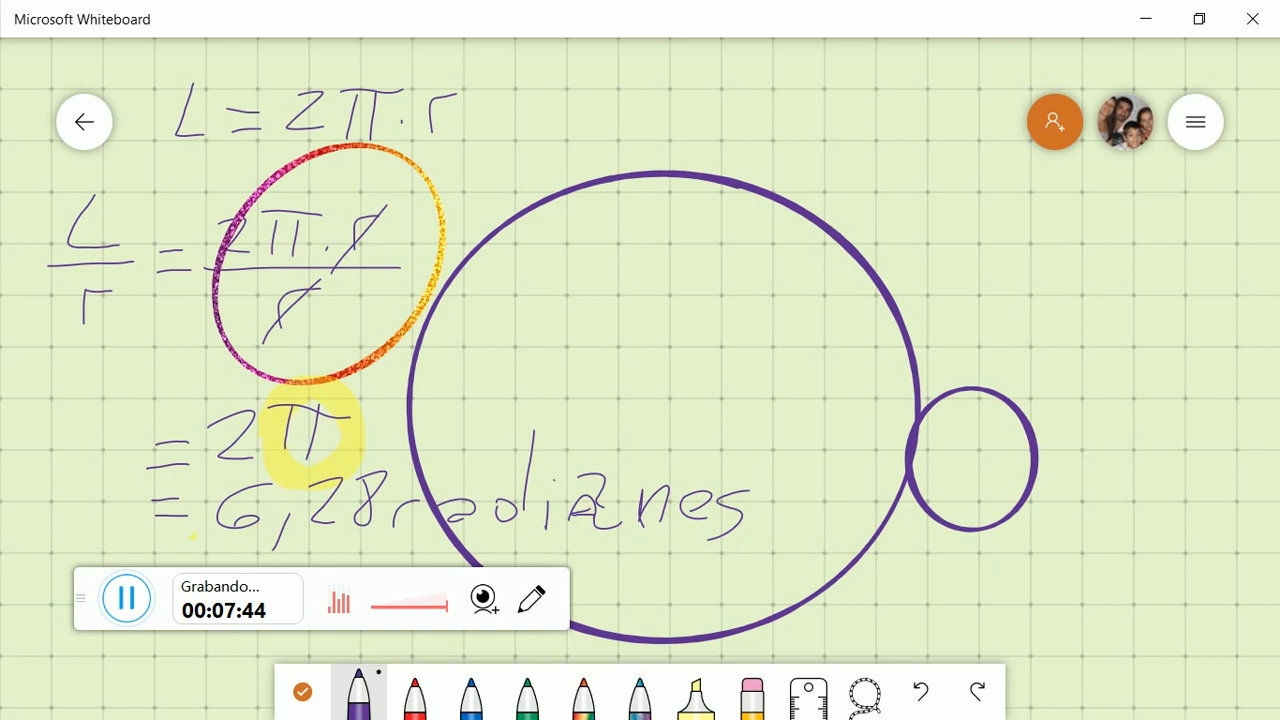 Microsoft Whiteboard
L = 2π . r
L/r = 2π . r/r
= 2π
= 6,28 radianes
Grabando...
00:07:44